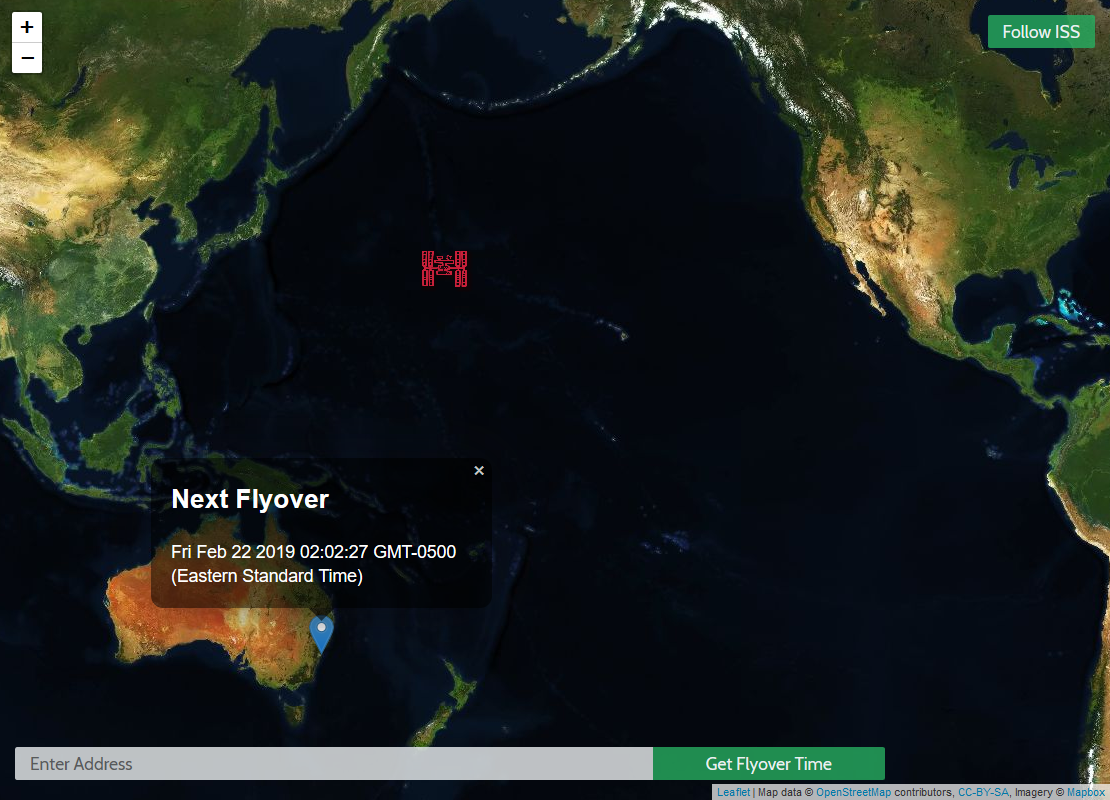 +
Follow ISS
−
×
Next Flyover
Fri Feb 22 2019 02:02:27 GMT-0500
(Eastern Standard Time)
Enter Address
Get Flyover Time
Leaflet | Map data © OpenStreetMap contributors, CC-BY-SA, Imagery © Mapbox